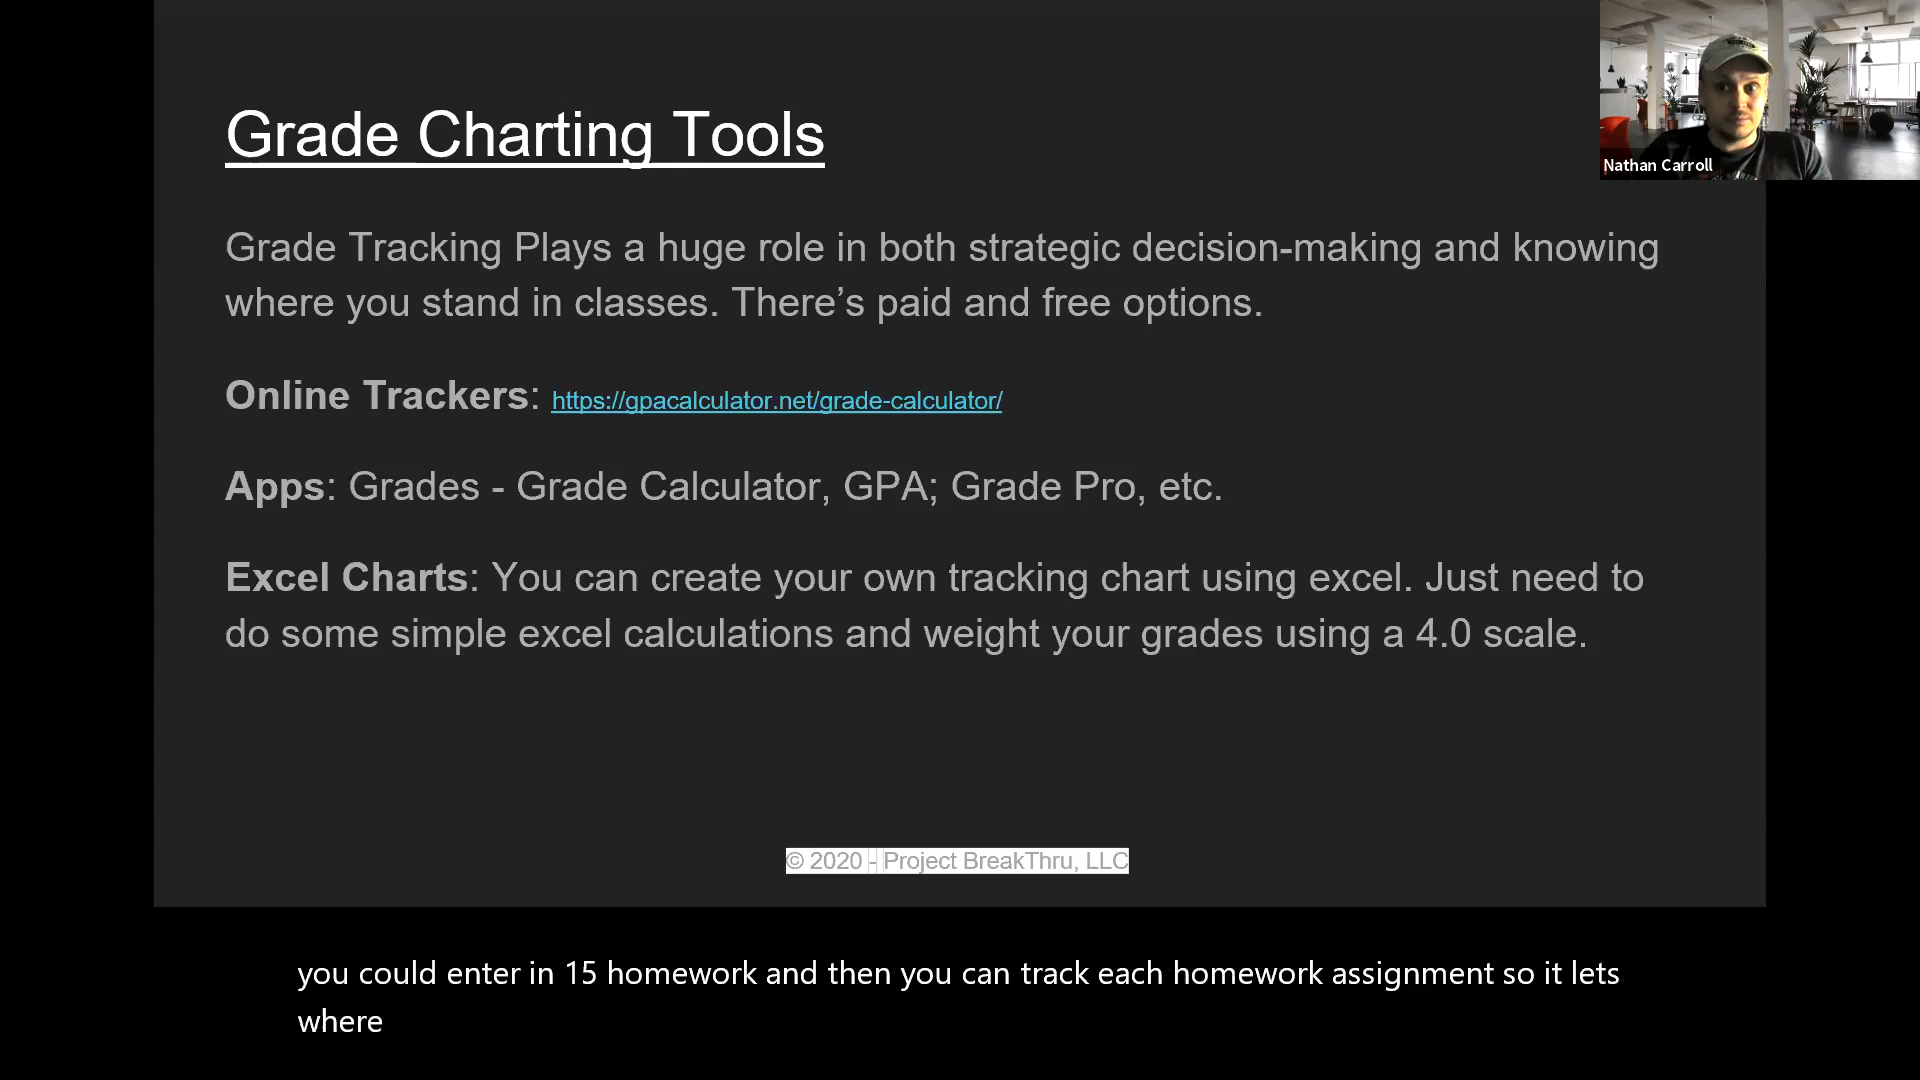 Grade Charting Tools
Nathan Carroll
Grade Tracking Plays a huge role in both strategic decision-making and knowing
where you stand in classes. There’s paid and free options.
Online Trackers: https://gpacalculator.net/grade-calculator/
Apps: Grades - Grade Calculator, GPA; Grade Pro, etc.
Excel Charts: You can create your own tracking chart using excel. Just need to
do some simple excel calculations and weight your grades using a 4.0 scale.
© 2020 - Project BreakThru, LLC
you could enter in 15 homework and then you can track each homework assignment so it lets
where